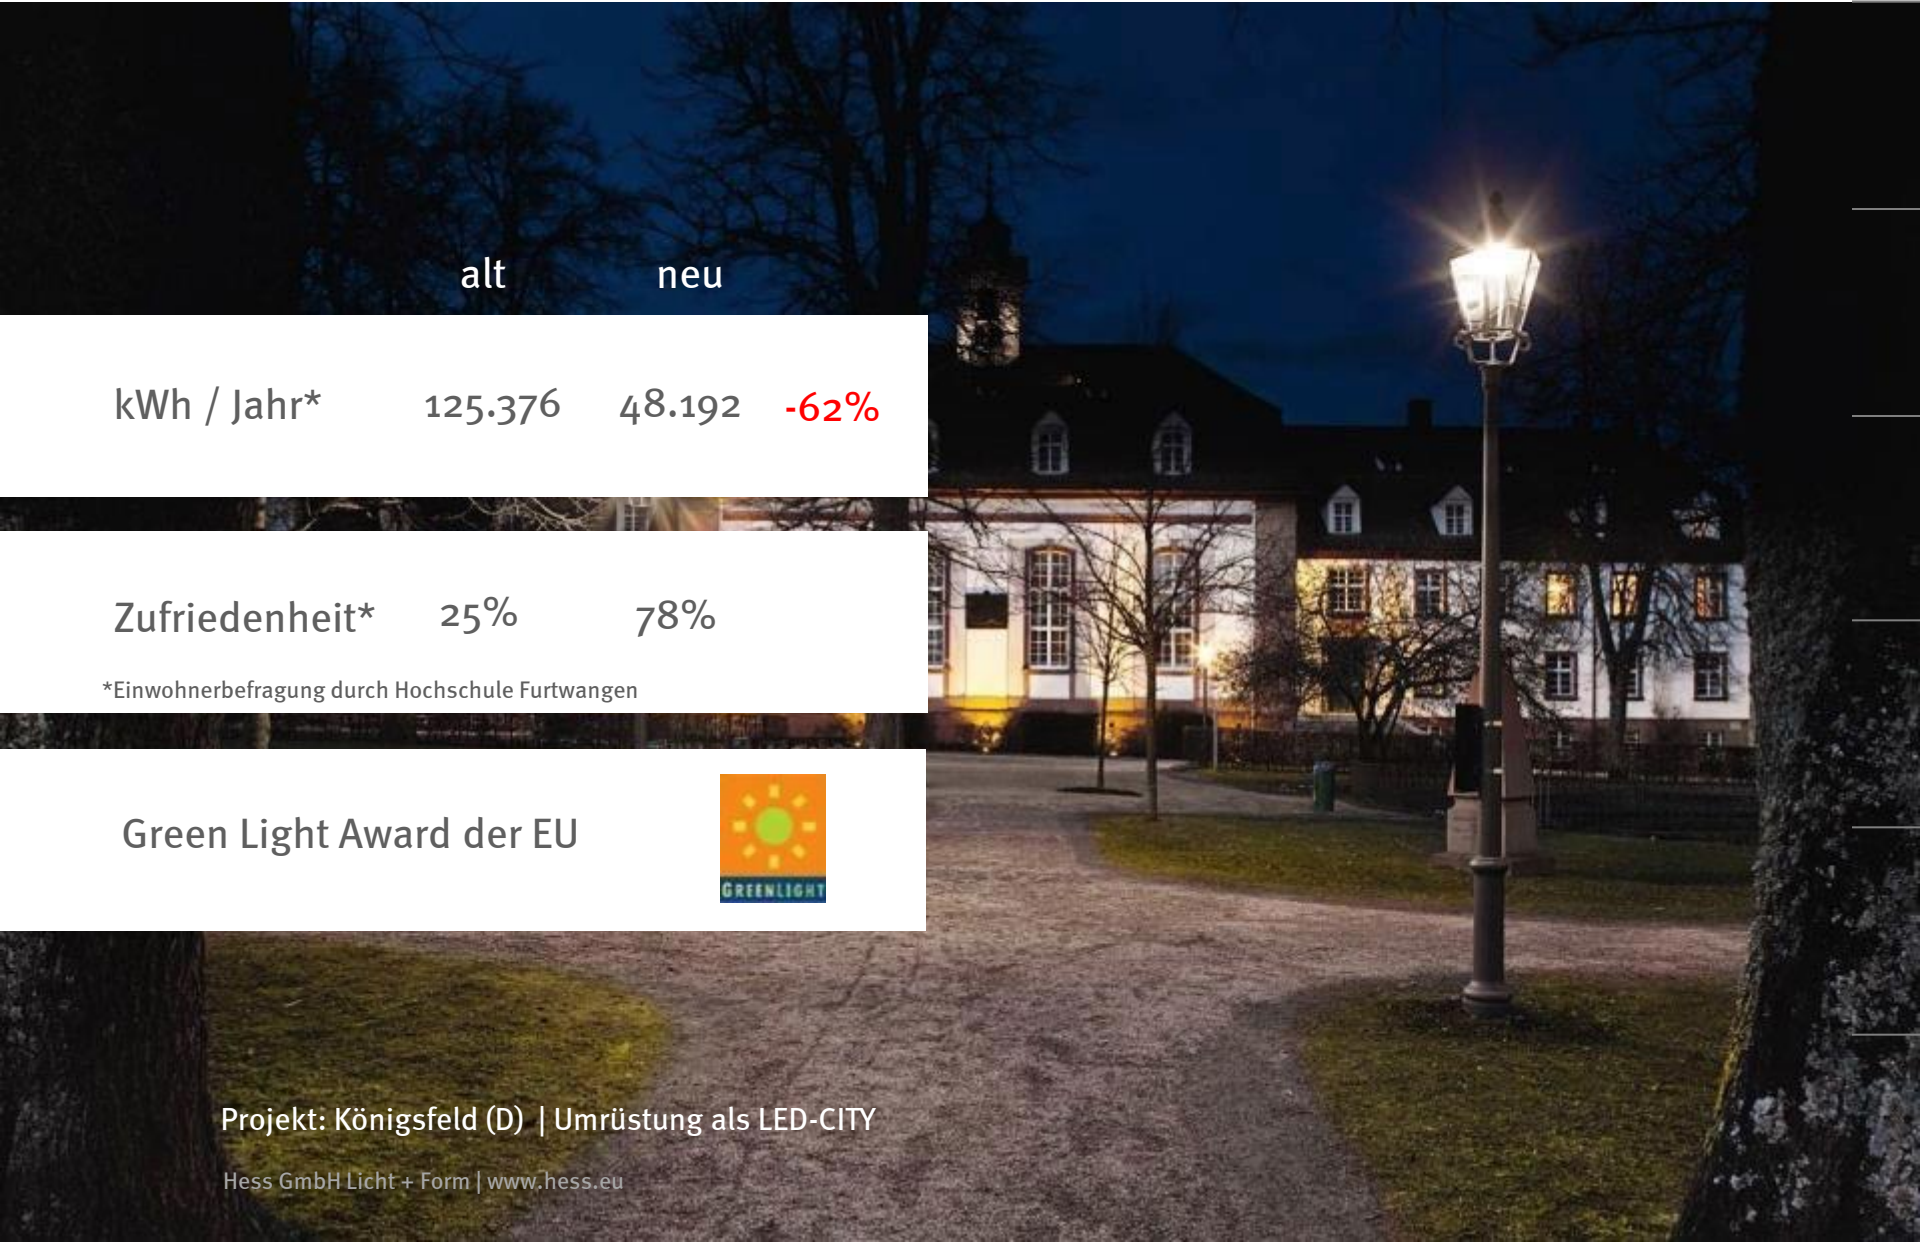 alt neu
kWh / Jahr* 125.376 48.192 -62%
Zufriedenheit* 25% 78%
*Einwohnerbefragung durch Hochschule Furtwangen
Green Light Award der EU
GREENLIGHT
Projekt: Königsfeld (D) | Umrüstung als LED-CITY
Hess GmbH Licht + Form | www.hess.eu